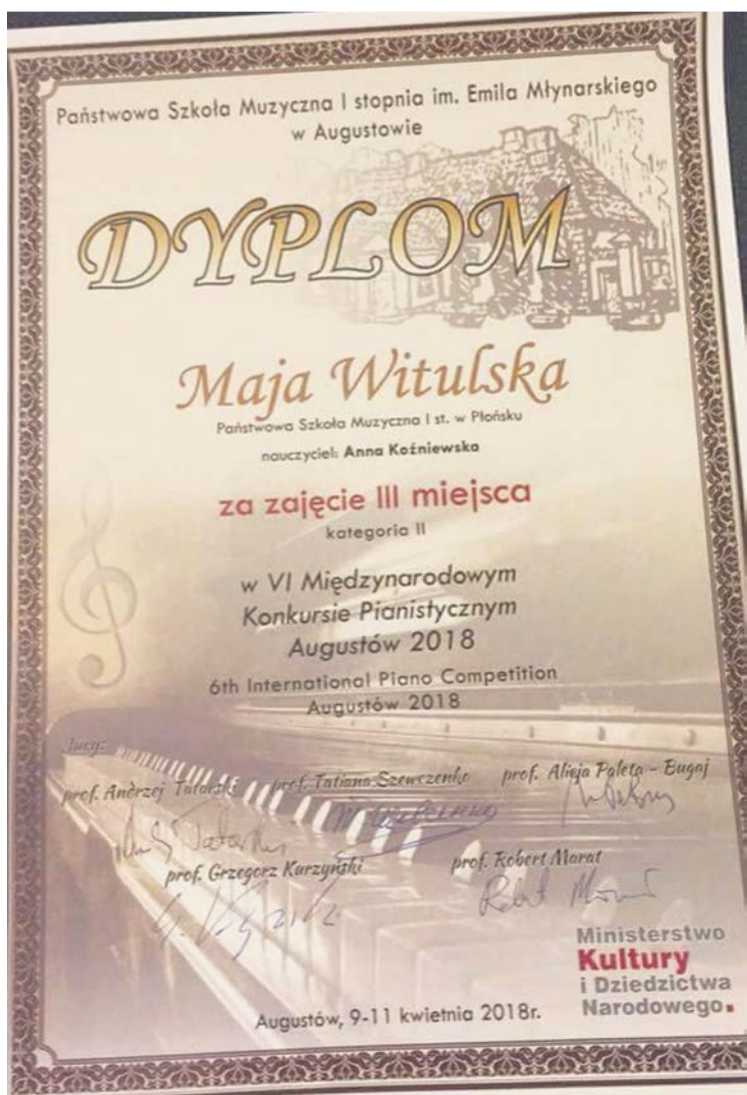 Państwowa Szkoła Muzyczna I stopnia im. Emila Młynarskiego
w Augustowie
DYPLOM
Maja Witulska
Państwowa Szkoła Muzyczna I st. w Płońsku
nauczyciel: Anna Koźniewska
za zajęcie III miejsca
kategoria II
w VI Międzynarodowym
Konkursie Pianistycznym
Augustów 2018
6th International Piano Competition
Augustów 2018
Jury:
prof. Andrzej Tatarski prof. Tatiana Szewczenko prof. Alicja Paleta - Bugaj
prof. Grzegorz Kurzyński prof. Robert Marat
Ministerstwo
Kultury
i Dziedzictwa
Narodowego.
Augustów, 9-11 kwietnia 2018r.